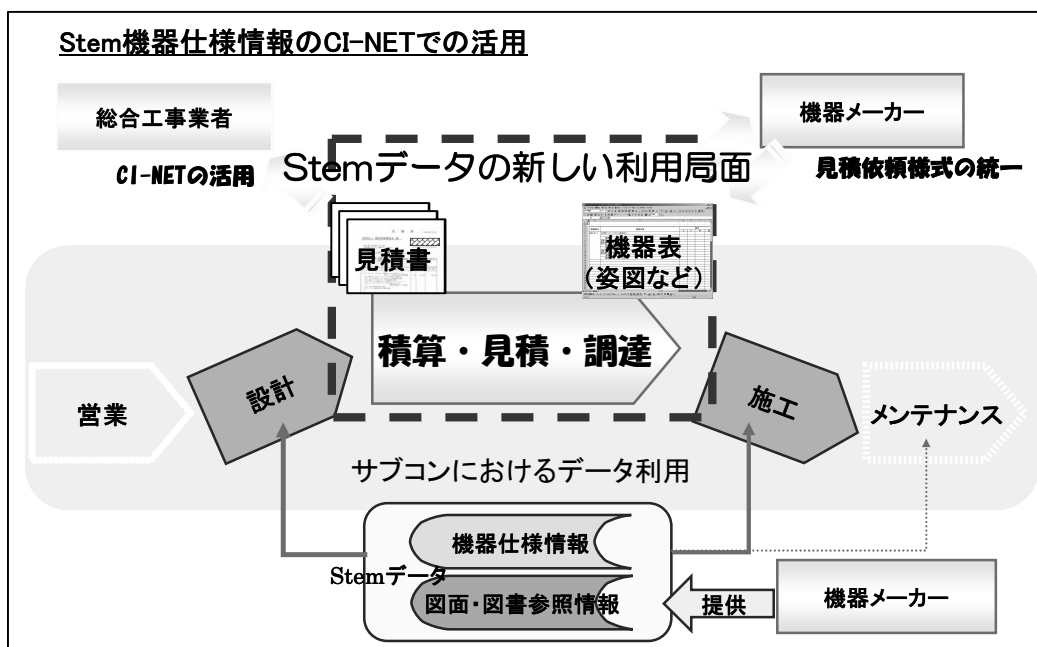 Stem機器仕様情報のCI-NETでの活用
総合工事業者
機器メーカー
CI-NETの活用
Stemデータの新しい利用局面
見積依頼様式の統一
見積書
機器表
(姿図など)
積算・見積・調達
営業
設計
施工
メンテナンス
サブコンにおけるデータ利用
機器仕様情報
Stemデータ
図面・図書参照情報
提供
機器メーカー